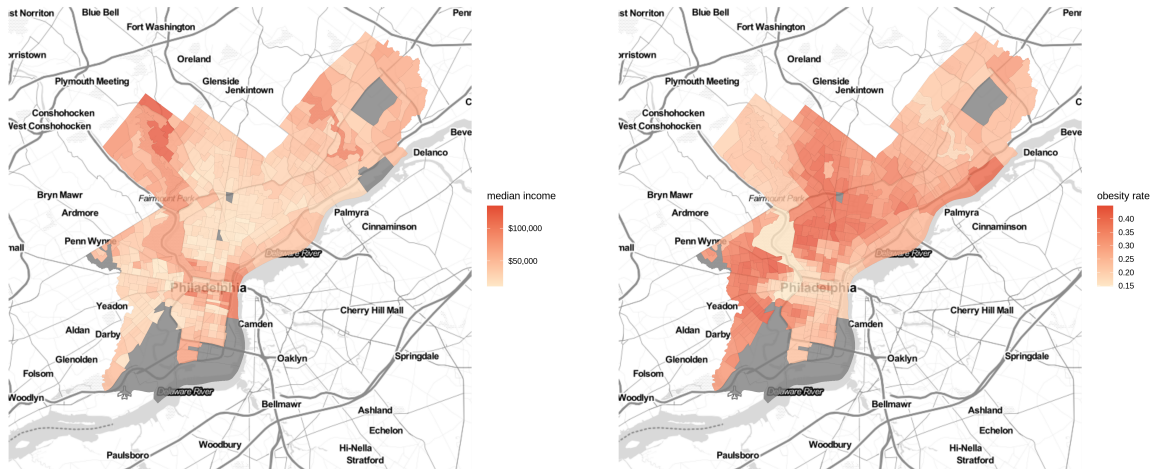 st Norriton
Blue Bell
Penn
Fort Washington
orristown
Oreland
Plymouth Meeting
Glenside
Jenkintown
Conshohocken
West Conshohocken
C
Beve
Delanco
Bryn Mawr
Fairmount Park
Ardmore
Palmyra
Cinnaminson
Penn Wynne
mall
Delaware River
Philadelphia
Yeadon
Camden
Cherry Hill Mall
Aldan
Darby
Glenolden
Oaklyn
Springdale
Folsom
Woodlyn
Delaware River
Bellmawr
Ashland
Echelon
Woodbury
Hi-Nella
Paulsboro
Stratford
median income
$100,000
$50,000
st Norriton
Blue Bell
Penn
Fort Washington
orristown
Oreland
Plymouth Meeting
Glenside
Jenkintown
Conshohocken
West Conshohocken
C
Beve
Delanco
Bryn Mawr
Fairmount Park
Ardmore
Palmyra
Cinnaminson
Penn Wynne
mall
Delaware River
Philadelphia
Yeadon
Camden
Cherry Hill Mall
Aldan
Darby
Glenolden
Oaklyn
Springdale
Folsom
Woodlyn
Delaware River
Bellmawr
Ashland
Echelon
Woodbury
Hi-Nella
Paulsboro
Stratford
obesity rate
0.40
0.35
0.30
0.25
0.20
0.15